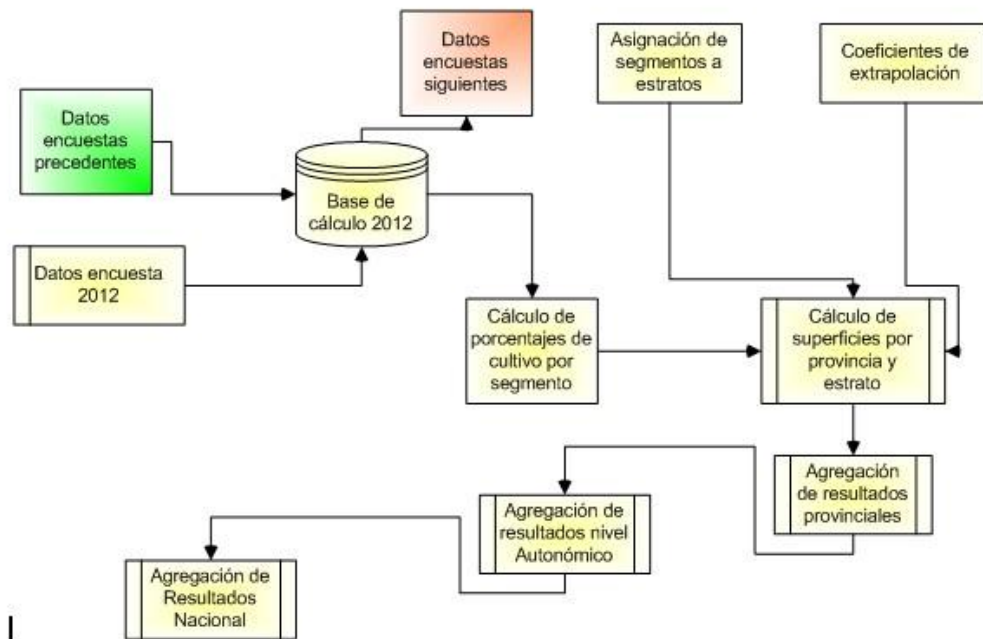 Datos
encuestas
siguientes
Asignación de
segmentos a
estratos
Coeficientes de
extrapolación
Datos
encuestas
precedentes
Base de
cálculo 2012
Datos encuesta
2012
Cálculo de
porcentajes de
cultivo por
segmento
Cálculo de
superficies por
provincia y
estrato
Agregación
de resultados
provinciales
Agregación de
resultados nivel
Autonómico
Agregación de
Resultados
Nacional